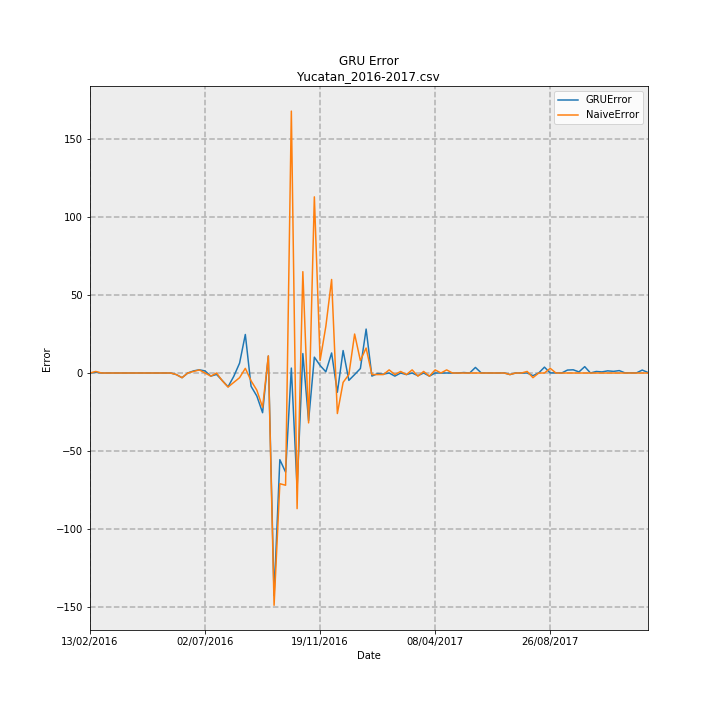 GRU Error
Yucatan_2016-2017.csv
GRUError
NaiveError
150
100
50
0
−50
−100
−150
Error
13/02/2016
02/07/2016
19/11/2016
08/04/2017
26/08/2017
Date